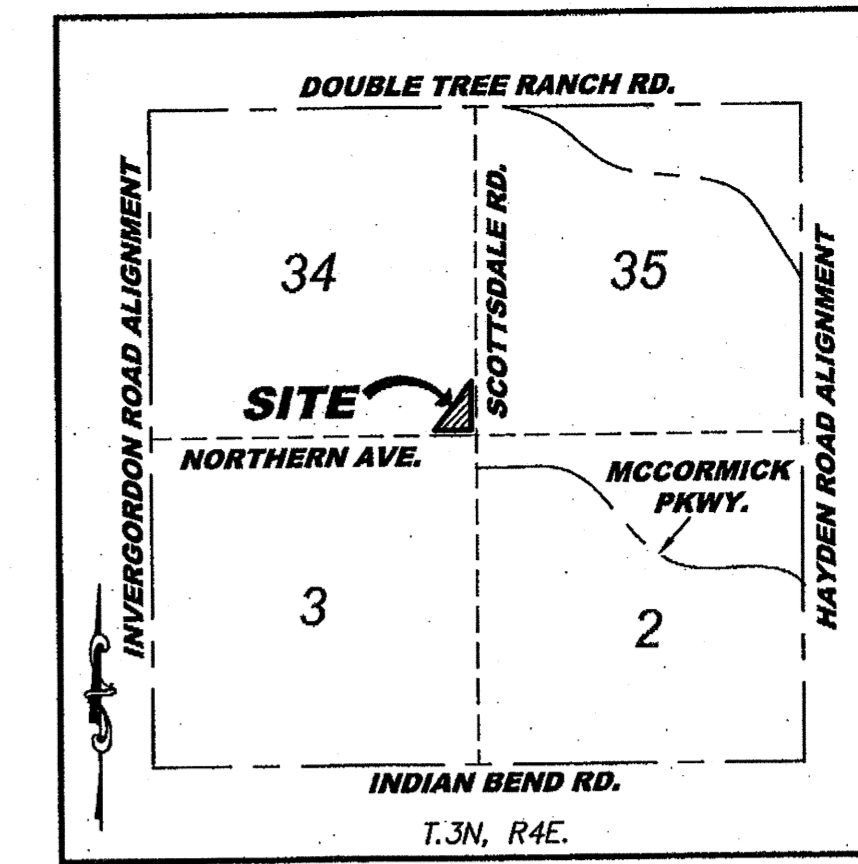 DOUBLE TREE RANCH RD.
INVERGORDON ROAD ALIGNMENT
34
SCOTTSDALE RD.
35
HAYDEN ROAD ALIGNMENT
SITE
NORTHERN AVE.
MCCORMICK
PKWY.
3
2
INDIAN BEND RD.
T.3N, R4E.